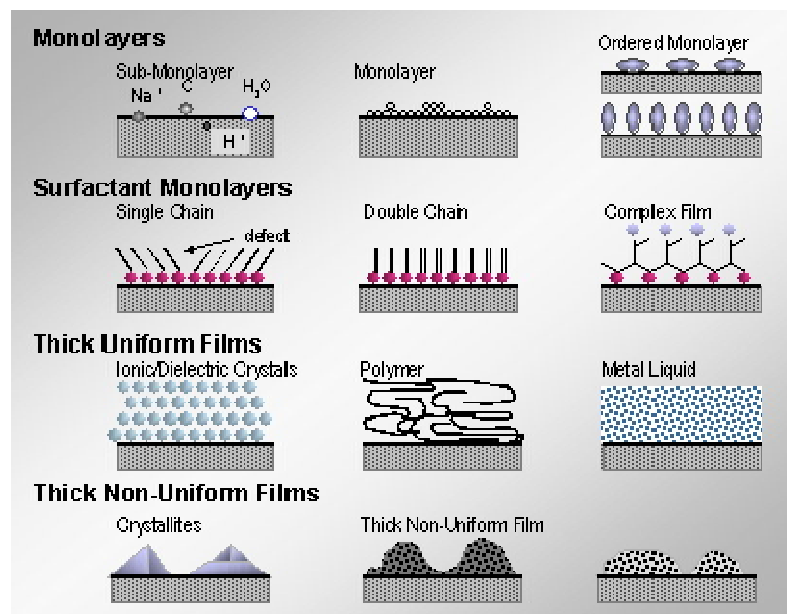 Monolayers
Sub-Monolayer
Monolayer
Ordered Monolayer
Na⁺
C
H₂O
H⁺
Surfactant Monolayers
Single Chain
Double Chain
Complex Film
defect
Thick Uniform Films
Ionic/Dielectric Crystals
Polymer
Metal Liquid
Thick Non-Uniform Films
Crystallites
Thick Non-Uniform Film